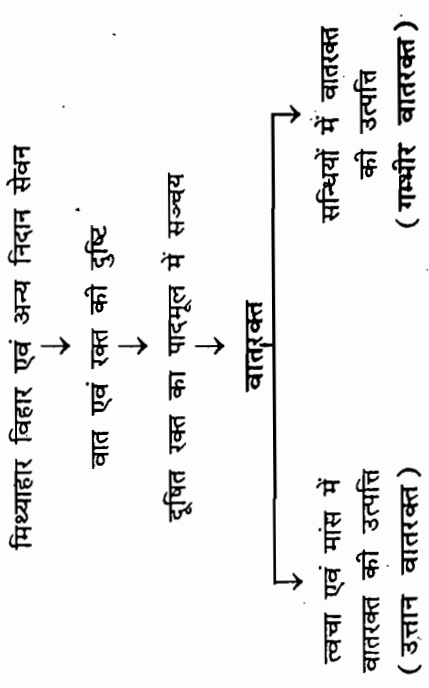 मिथ्याहार विहार एवं अन्य निदान सेवन
वात एवं रक्त की दुष्टि
दूषित रक्त का पादमूल में सञ्चय
वातरक्त
त्वचा एवं मांस में
वातरक्त की उत्पत्ति
(उत्तान वातरक्त)
सन्धियों में वातरक्त
की उत्पत्ति
(गम्भीर वातरक्त)